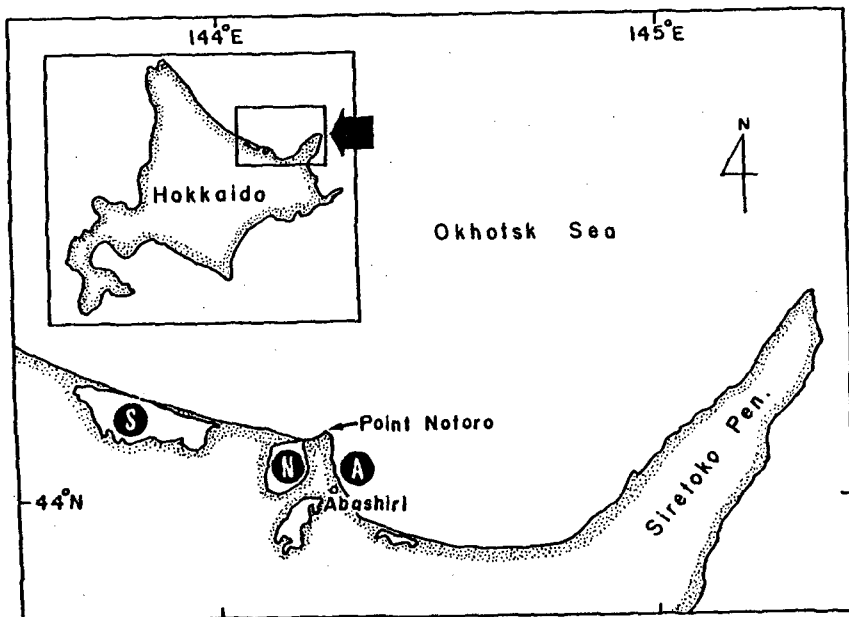 144°E
145°E
N
Hokkaido
Okhotsk Sea
S
Point Notoro
N
A
Siretoko Pen.
44°N
Abashiri